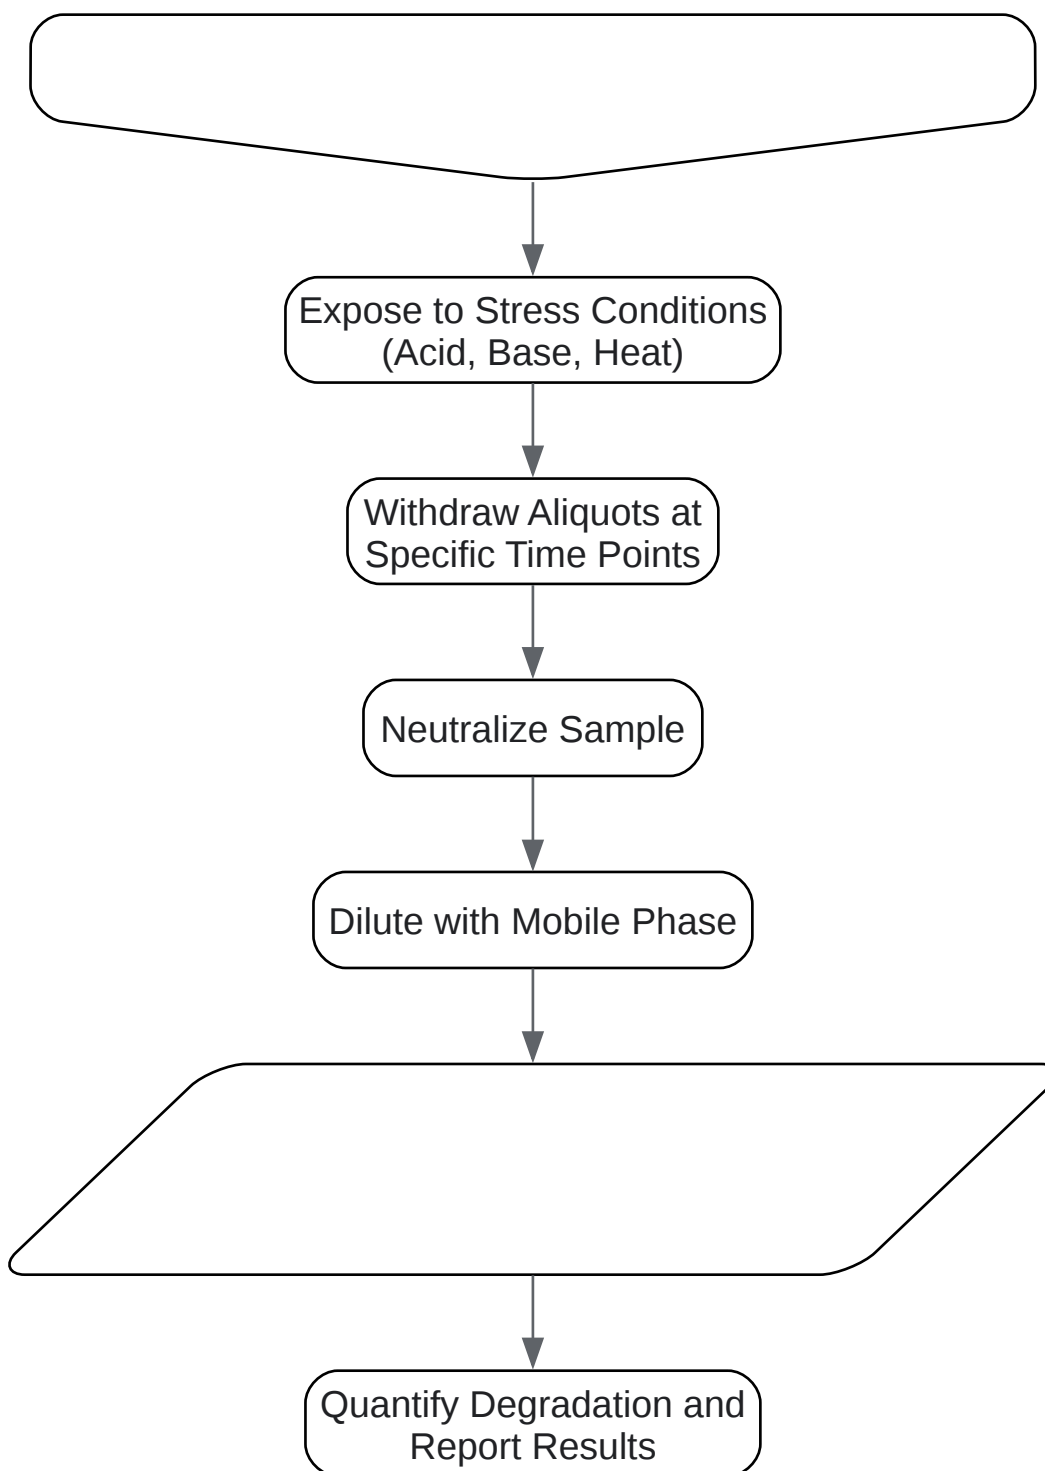 Expose to Stress Conditions
(Acid, Base, Heat)
Withdraw Aliquots at
Specific Time Points
Neutralize Sample
Dilute with Mobile Phase
Quantify Degradation and
Report Results